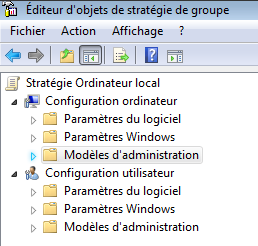 Éditeur d'objets de stratégie de groupe
Fichier Action Affichage ?
Stratégie Ordinateur local
Configuration ordinateur
Paramètres du logiciel
Paramètres Windows
Modèles d'administration
Configuration utilisateur
Paramètres du logiciel
Paramètres Windows
Modèles d'administration